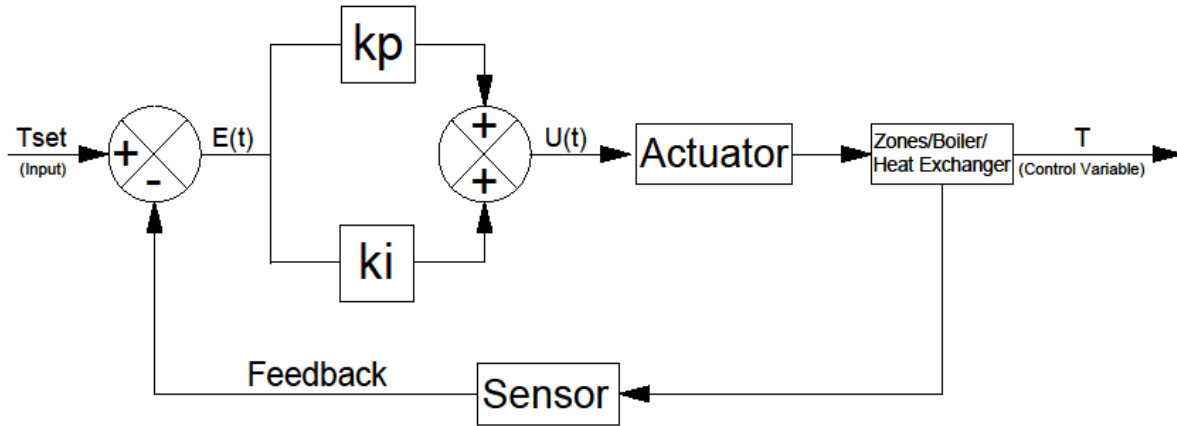 kp
Tset
(Input)
+
-
E(t)
+
+
U(t)
Actuator
Zones/Boiler/
Heat Exchanger
T
(Control Variable)
ki
Feedback
Sensor